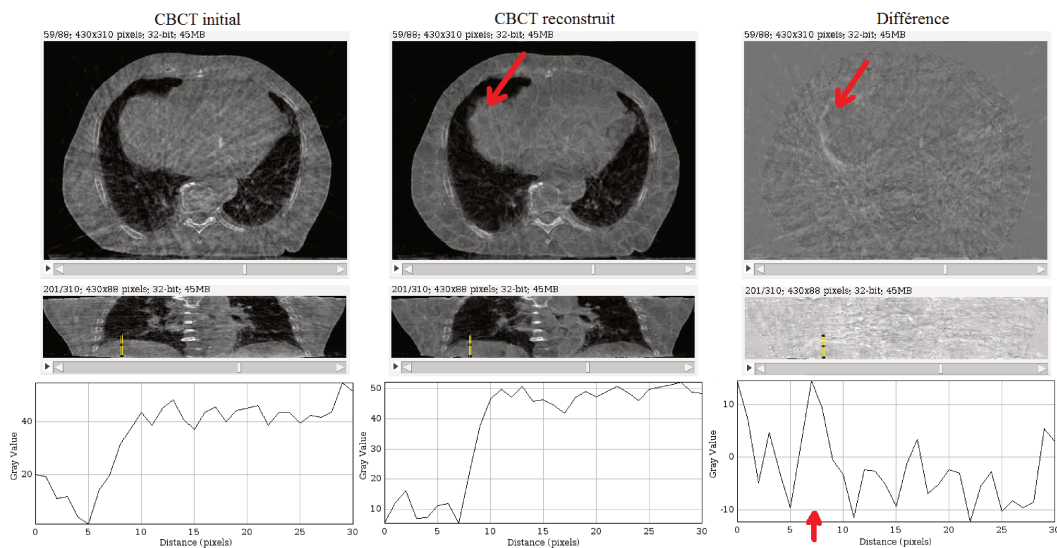 CBCT initial
CBCT reconstruit
Différence
59/88; 430x310 pixels; 32-bit; 45MB
59/88; 430x310 pixels; 32-bit; 45MB
59/88; 430x310 pixels; 32-bit; 45MB
201/310; 430x88 pixels; 32-bit; 45MB
201/310; 430x88 pixels; 32-bit; 45MB
201/310; 430x88 pixels; 32-bit; 45MB
40
20
Gray Value
0 5 10 15 20 25 30
Distance (pixels)
50
40
30
20
10
Gray Value
0 5 10 15 20 25 30
Distance (pixels)
10
0
-10
Gray Value
0 5 10 15 20 25 30
Distance (pixels)